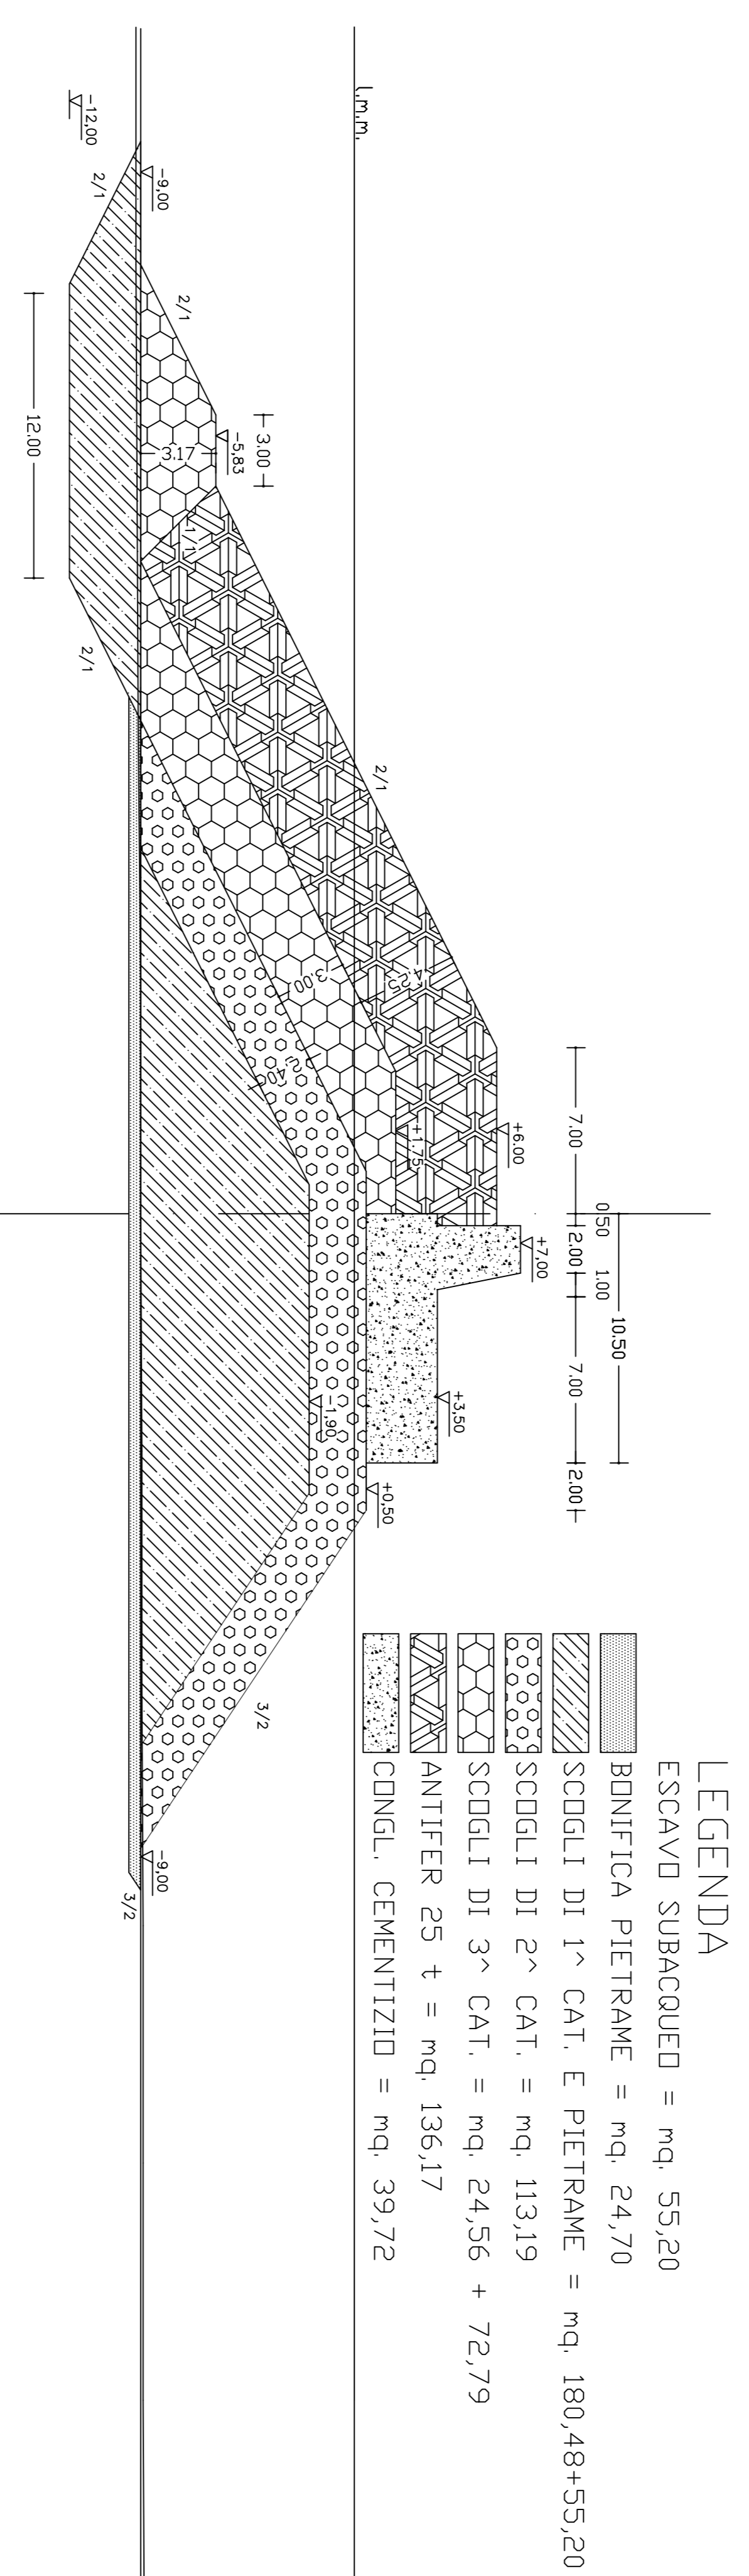 LEGENDA
ESCAVO SUBACQUEO = mq. 55,20
BONIFICA PIETRAME = mq. 24,70
SCOGLI DI 1^ CAT. E PIETRAME = mq. 180,48+55,20
SCOGLI DI 2^ CAT. = mq. 113,19
SCOGLI DI 3^ CAT. = mq. 24,56 + 72,79
ANTIFER 25 t = mq. 136,17
CONGL. CEMENTIZIO = mq. 39,72
10.50
0.50 1.00
7.00 2.00 7.00 2.00
+7,00
+6.00
+3,50
+1.75
+0,50
l.m.m.
2/1
4.25
3.00
2.40
-1,90
3.00
-5,83
2/1
1/1
3.17
3/2
-9,00
-9,00
2/1
2/1
3/2
-12,00
12.00